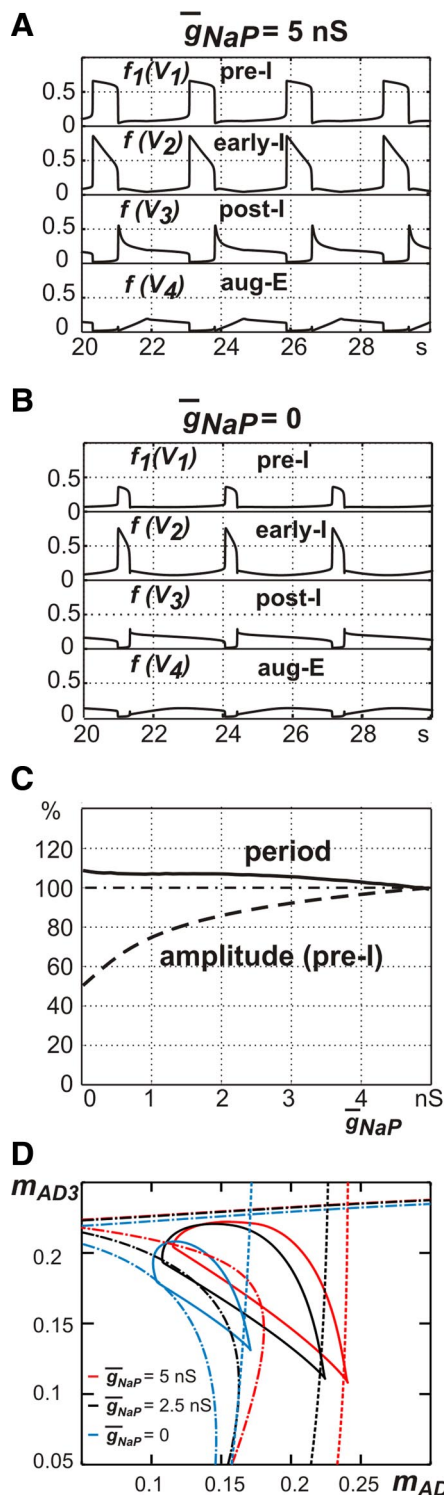 A
g̅NaP = 5 nS
f1(V1) pre-I
0.5
0
f (V2) early-I
0.5
0
f (V3) post-I
0.5
0
f (V4) aug-E
0.5
0
20 22 24 26 28 s
B
g̅NaP = 0
f1(V1) pre-I
0.5
0
f (V2) early-I
0.5
0
f (V3) post-I
0.5
0
f (V4) aug-E
0.5
0
20 22 24 26 28 s
C
%
120
period
100
80
amplitude (pre-I)
60
40
20
0
0 1 2 3 4 nS
g̅NaP
D
mAD3
0.2
0.15
0.1
0.05
g̅NaP = 5 nS
g̅NaP = 2.5 nS
g̅NaP = 0
0.1 0.15 0.2 0.25 mAD